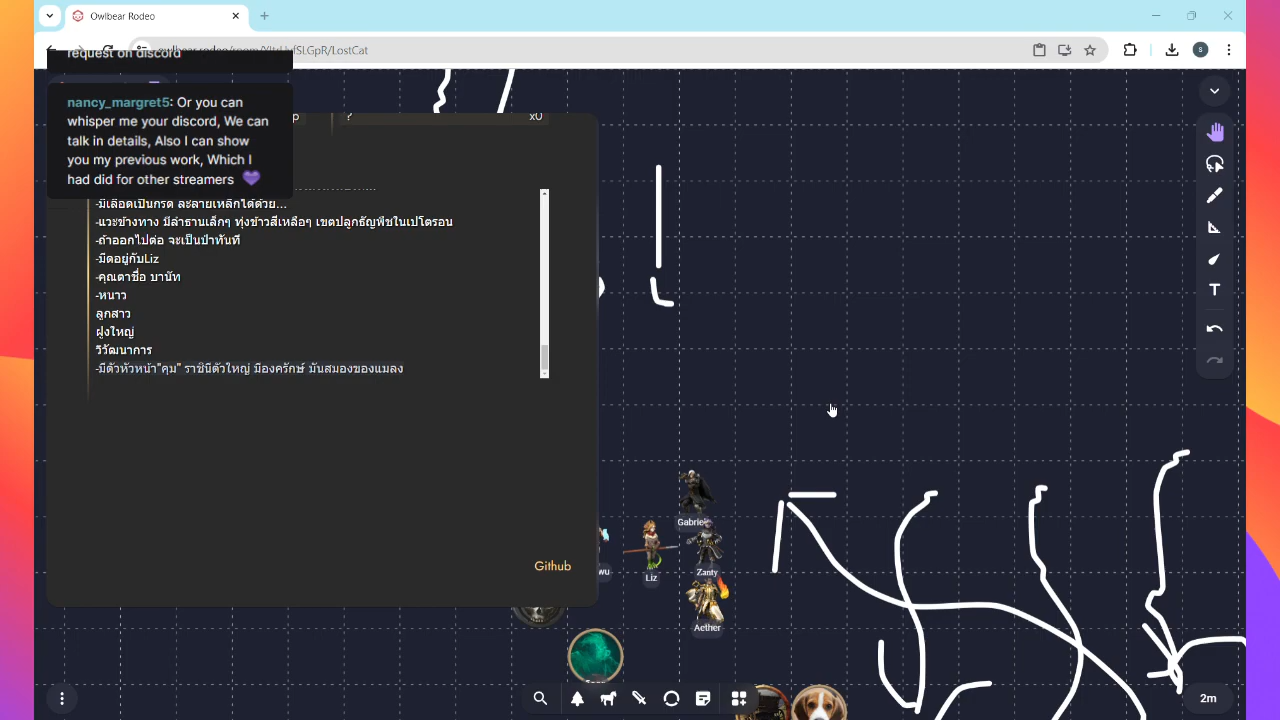 Owlbear Rodeo
owlbear.rodeo/room/YltuUvfSLGpR/LostCat
request on discord
nancy_margret5: Or you can
whisper me your discord, We can
talk in details, Also I can show
you my previous work, Which I
had did for other streamers
?
x0
-มีเลือดเป็นกรด ละลายเหล็กได้ด้วย...
-แวะข้างทาง มีลำธานเล็กๆ ทุ่งข้าวสีเหลือๆ เขตปลูกธัญพืชในเปโตรอน
-ถ้าออกไปต่อ จะเป็นป่าทันที
-มีดอยู่กับLiz
-คุณตาชื่อ บานัท
-หนาว
ลูกสาว
ฝูงใหญ่
วิวัฒนาการ
-มีตัวหัวหน้า"คุม" ราชินีตัวใหญ่ มีองครักษ์ มันสมองของแมลง
Github
Gabriel
wu
Liz
Zanty
Aether
2m